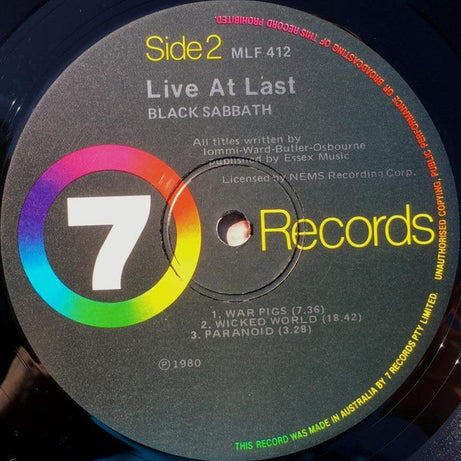 Side 2 MLF 412
Live At Last
BLACK SABBATH
All titles written by
Iommi-Ward-Butler-Osbourne
published by Essex Music
Licensed by NEMS Recording Corp.
7 Records
1. WAR PIGS (7.36)
2. WICKED WORLD (18.42)
3. PARANOID (3.28)
Ⓟ1980
THIS RECORD WAS MADE IN AUSTRALIA BY 7 RECORDS PTY LIMITED. UNAUTHORISED COPYING, PUBLIC PERFORMANCE OR BROADCASTING OF THIS RECORD PROHIBITED.